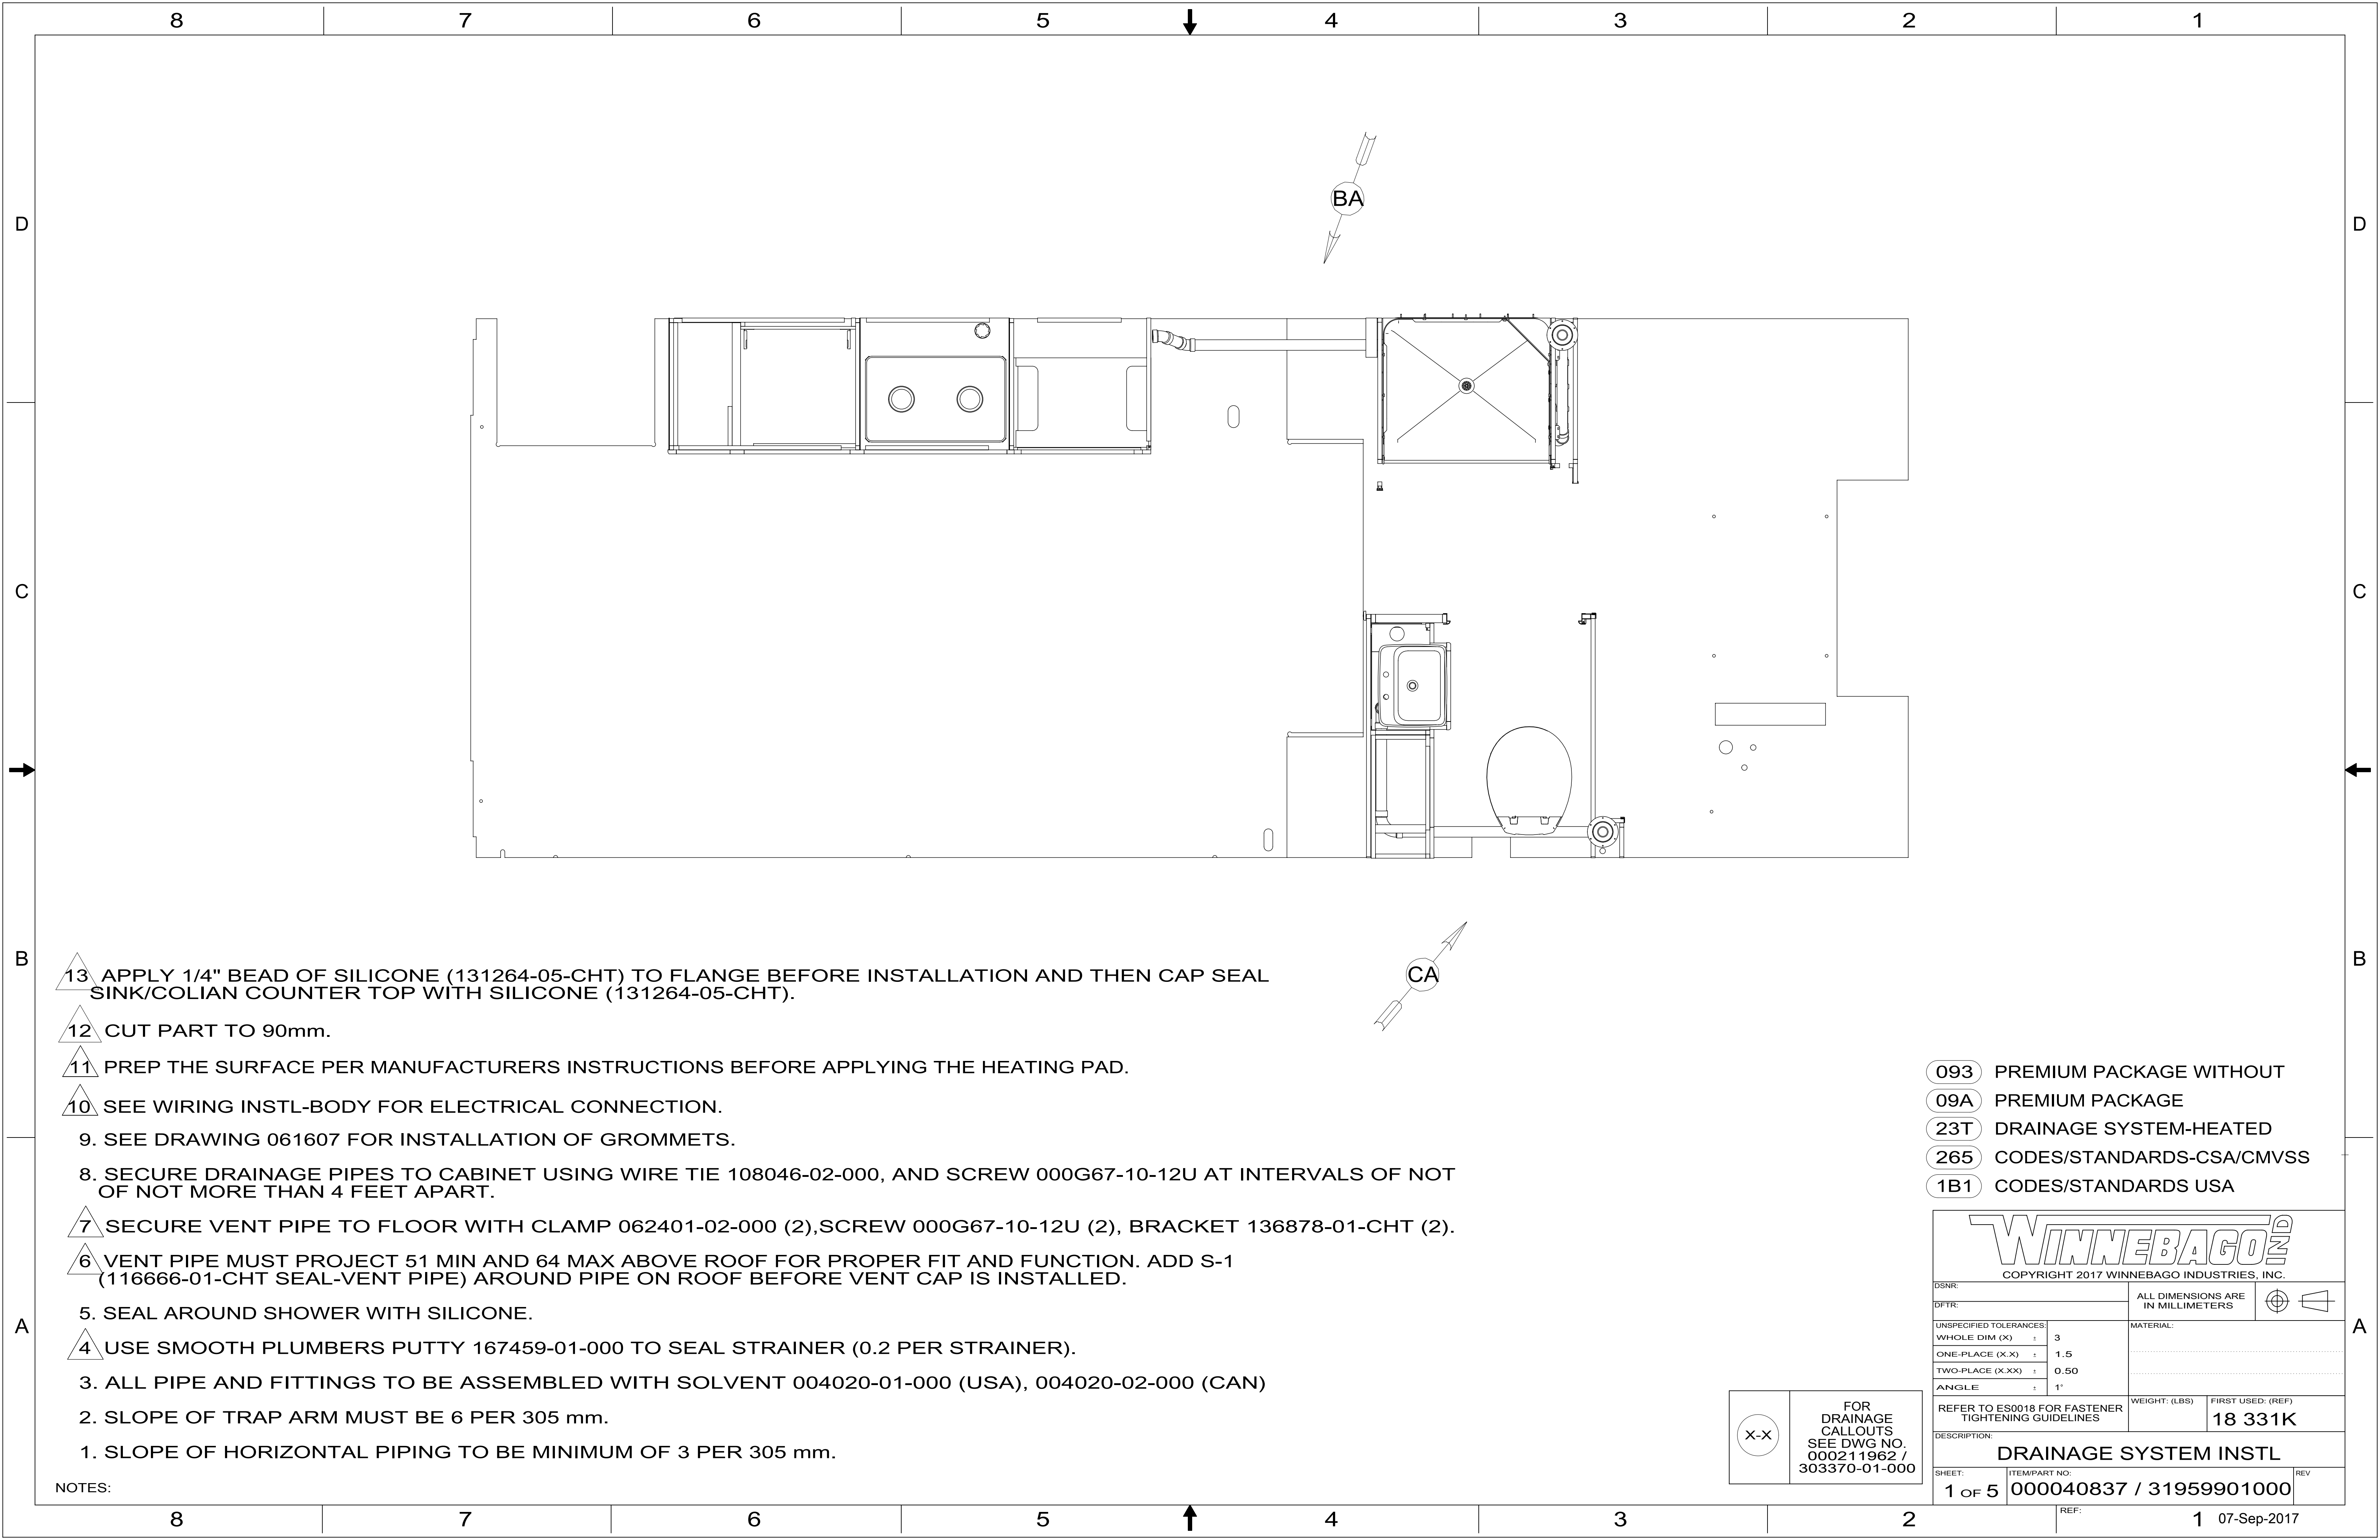 8 7 6 5 4 3 2 1
D D
BA
C C
B B
CA
13 APPLY 1/4" BEAD OF SILICONE (131264-05-CHT) TO FLANGE BEFORE INSTALLATION AND THEN CAP SEAL
SINK/COLIAN COUNTER TOP WITH SILICONE (131264-05-CHT).
12 CUT PART TO 90mm.
11 PREP THE SURFACE PER MANUFACTURERS INSTRUCTIONS BEFORE APPLYING THE HEATING PAD.
10 SEE WIRING INSTL-BODY FOR ELECTRICAL CONNECTION.
9. SEE DRAWING 061607 FOR INSTALLATION OF GROMMETS.
8. SECURE DRAINAGE PIPES TO CABINET USING WIRE TIE 108046-02-000, AND SCREW 000G67-10-12U AT INTERVALS OF NOT
OF NOT MORE THAN 4 FEET APART.
7 SECURE VENT PIPE TO FLOOR WITH CLAMP 062401-02-000 (2),SCREW 000G67-10-12U (2), BRACKET 136878-01-CHT (2).
6 VENT PIPE MUST PROJECT 51 MIN AND 64 MAX ABOVE ROOF FOR PROPER FIT AND FUNCTION. ADD S-1
(116666-01-CHT SEAL-VENT PIPE) AROUND PIPE ON ROOF BEFORE VENT CAP IS INSTALLED.
5. SEAL AROUND SHOWER WITH SILICONE.
4 USE SMOOTH PLUMBERS PUTTY 167459-01-000 TO SEAL STRAINER (0.2 PER STRAINER).
3. ALL PIPE AND FITTINGS TO BE ASSEMBLED WITH SOLVENT 004020-01-000 (USA), 004020-02-000 (CAN)
2. SLOPE OF TRAP ARM MUST BE 6 PER 305 mm.
1. SLOPE OF HORIZONTAL PIPING TO BE MINIMUM OF 3 PER 305 mm.
NOTES:
093 PREMIUM PACKAGE WITHOUT
09A PREMIUM PACKAGE
23T DRAINAGE SYSTEM-HEATED
265 CODES/STANDARDS-CSA/CMVSS
1B1 CODES/STANDARDS USA
X-X
FOR
DRAINAGE
CALLOUTS
SEE DWG NO.
000211962 /
303370-01-000
WINNEBAGO IND
COPYRIGHT 2017 WINNEBAGO INDUSTRIES, INC.
DSNR:
DFTR:
ALL DIMENSIONS ARE
IN MILLIMETERS
UNSPECIFIED TOLERANCES:
WHOLE DIM (X) ± 3
ONE-PLACE (X.X) ± 1.5
TWO-PLACE (X.XX) ± 0.50
ANGLE ± 1°
MATERIAL:
REFER TO ES0018 FOR FASTENER
TIGHTENING GUIDELINES
WEIGHT: (LBS)
FIRST USED: (REF)
18 331K
DESCRIPTION:
DRAINAGE SYSTEM INSTL
SHEET:
1 OF 5
ITEM/PART NO:
000040837 / 31959901000
REV
A A
8 7 6 5 4 3 2 1
REF:
07-Sep-2017